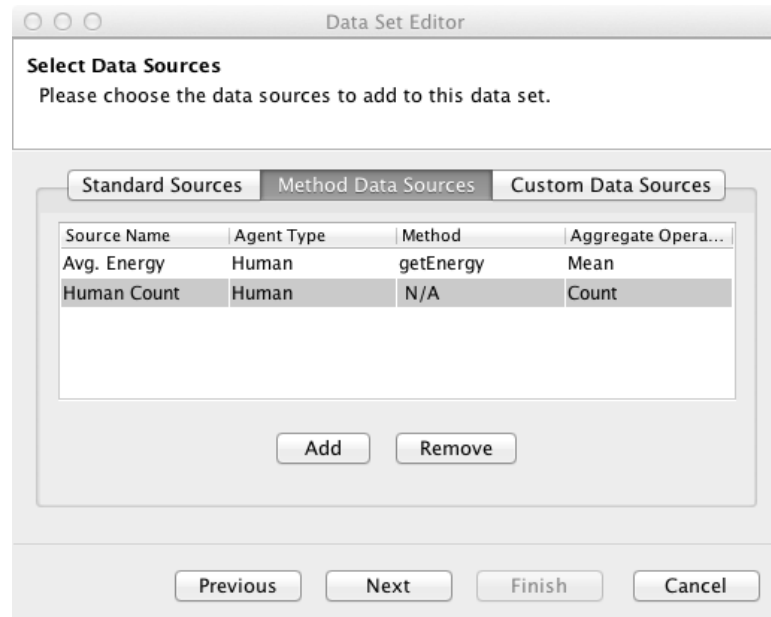 Data Set Editor
Select Data Sources
Please choose the data sources to add to this data set.
Standard Sources Method Data Sources Custom Data Sources
Source Name Agent Type Method Aggregate Opera...
Avg. Energy Human getEnergy Mean
Human Count Human N/A Count
Add Remove
Previous Next Finish Cancel